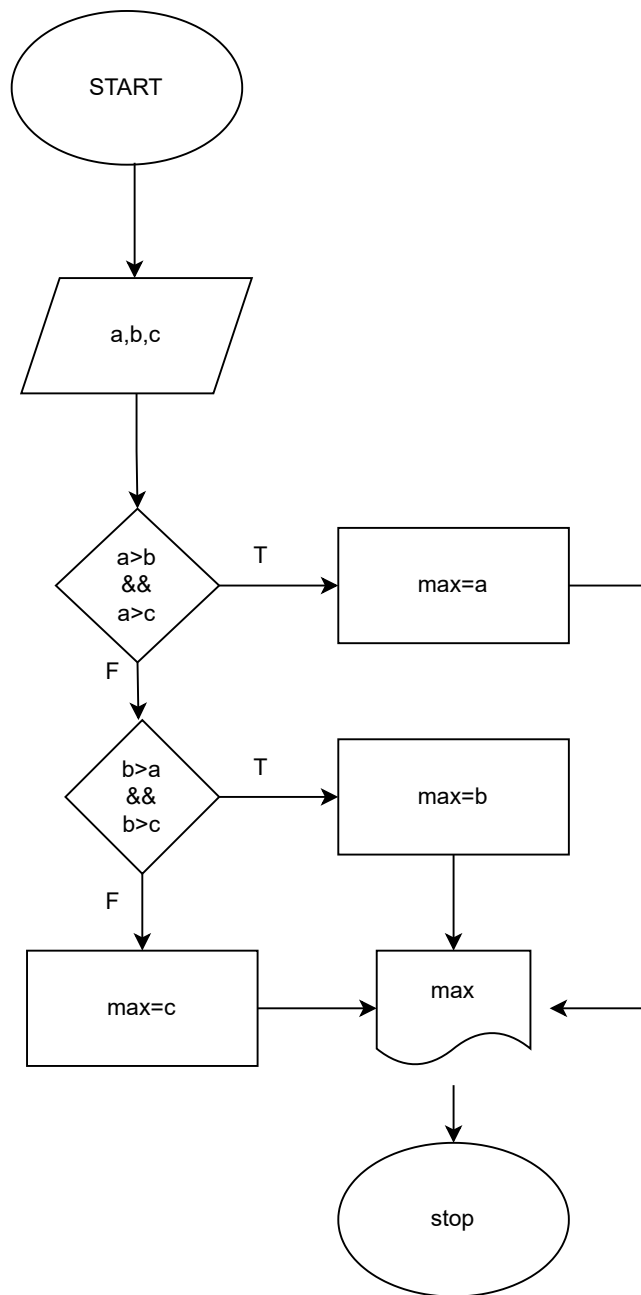 START
a,b,c
a>b
&&
a>c
T
max=a
F
b>a
&&
b>c
T
max=b
F
max=c
max
stop